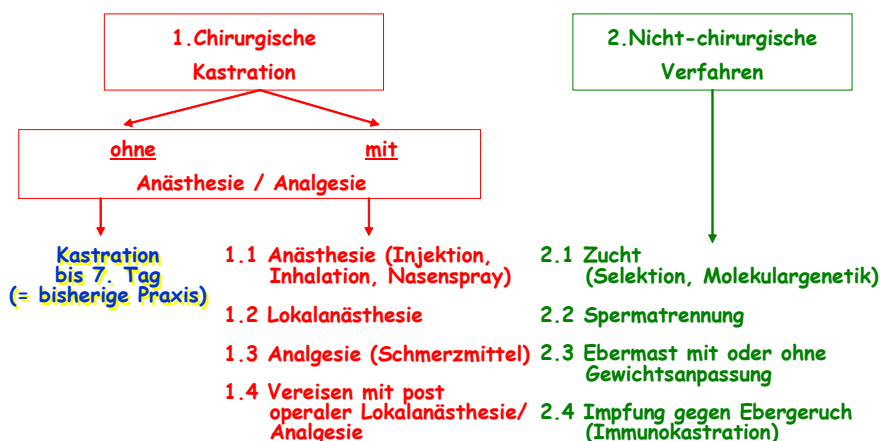 1.Chirurgische
Kastration
2.Nicht-chirurgische
Verfahren
ohne mit
Anästhesie / Analgesie
Kastration
bis 7. Tag
(= bisherige Praxis)
1.1 Anästhesie (Injektion,
Inhalation, Nasenspray)
1.2 Lokalanästhesie
1.3 Analgesie (Schmerzmittel)
1.4 Vereisen mit post
operaler Lokalanästhesie/
Analgesie
2.1 Zucht
(Selektion, Molekulargenetik)
2.2 Spermatrennung
2.3 Ebermast mit oder ohne
Gewichtsanpassung
2.4 Impfung gegen Ebergeruch
(Immunokastration)